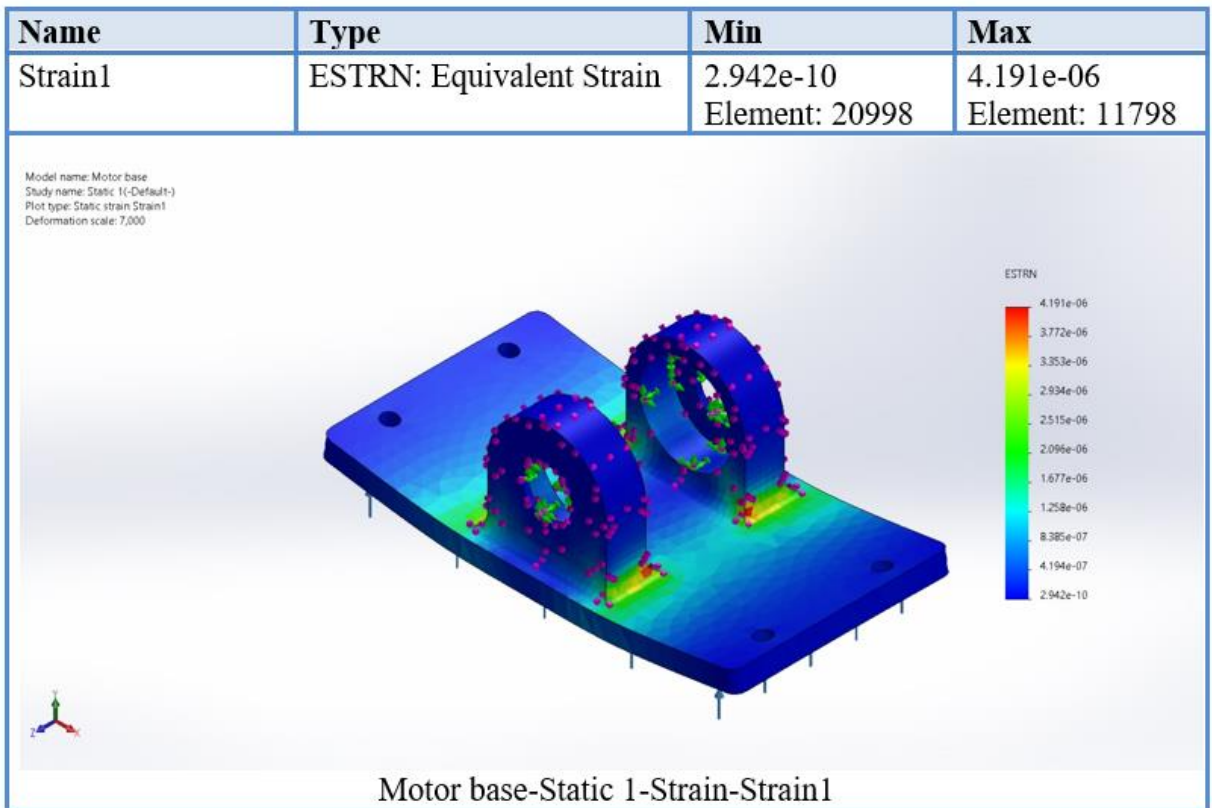 Name Type Min Max
Strain1 ESTRN: Equivalent Strain 2.942e-10 4.191e-06
Element: 20998 Element: 11798
Model name: Motor base
Study name: Static 1(-Default-)
Plot type: Static strain Strain1
Deformation scale: 7,000
ESTRN
4.191e-06
3.772e-06
3.353e-06
2.934e-06
2.515e-06
2.096e-06
1.677e-06
1.258e-06
8.385e-07
4.194e-07
2.942e-10
Y
Z X
Motor base-Static 1-Strain-Strain1